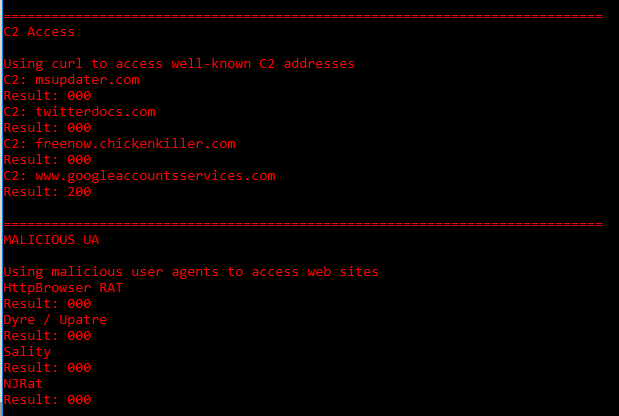 ===========================================================================
C2 Access
Using curl to access well-known C2 addresses
C2: msupdater.com
Result: 000
C2: twitterdocs.com
Result: 000
C2: freenow.chickenkiller.com
Result: 000
C2: www.googleaccountsservices.com
Result: 200
===========================================================================
MALICIOUS UA
Using malicious user agents to access web sites
HttpBrowser RAT
Result: 000
Dyre / Upatre
Result: 000
Sality
Result: 000
NJRat
Result: 000